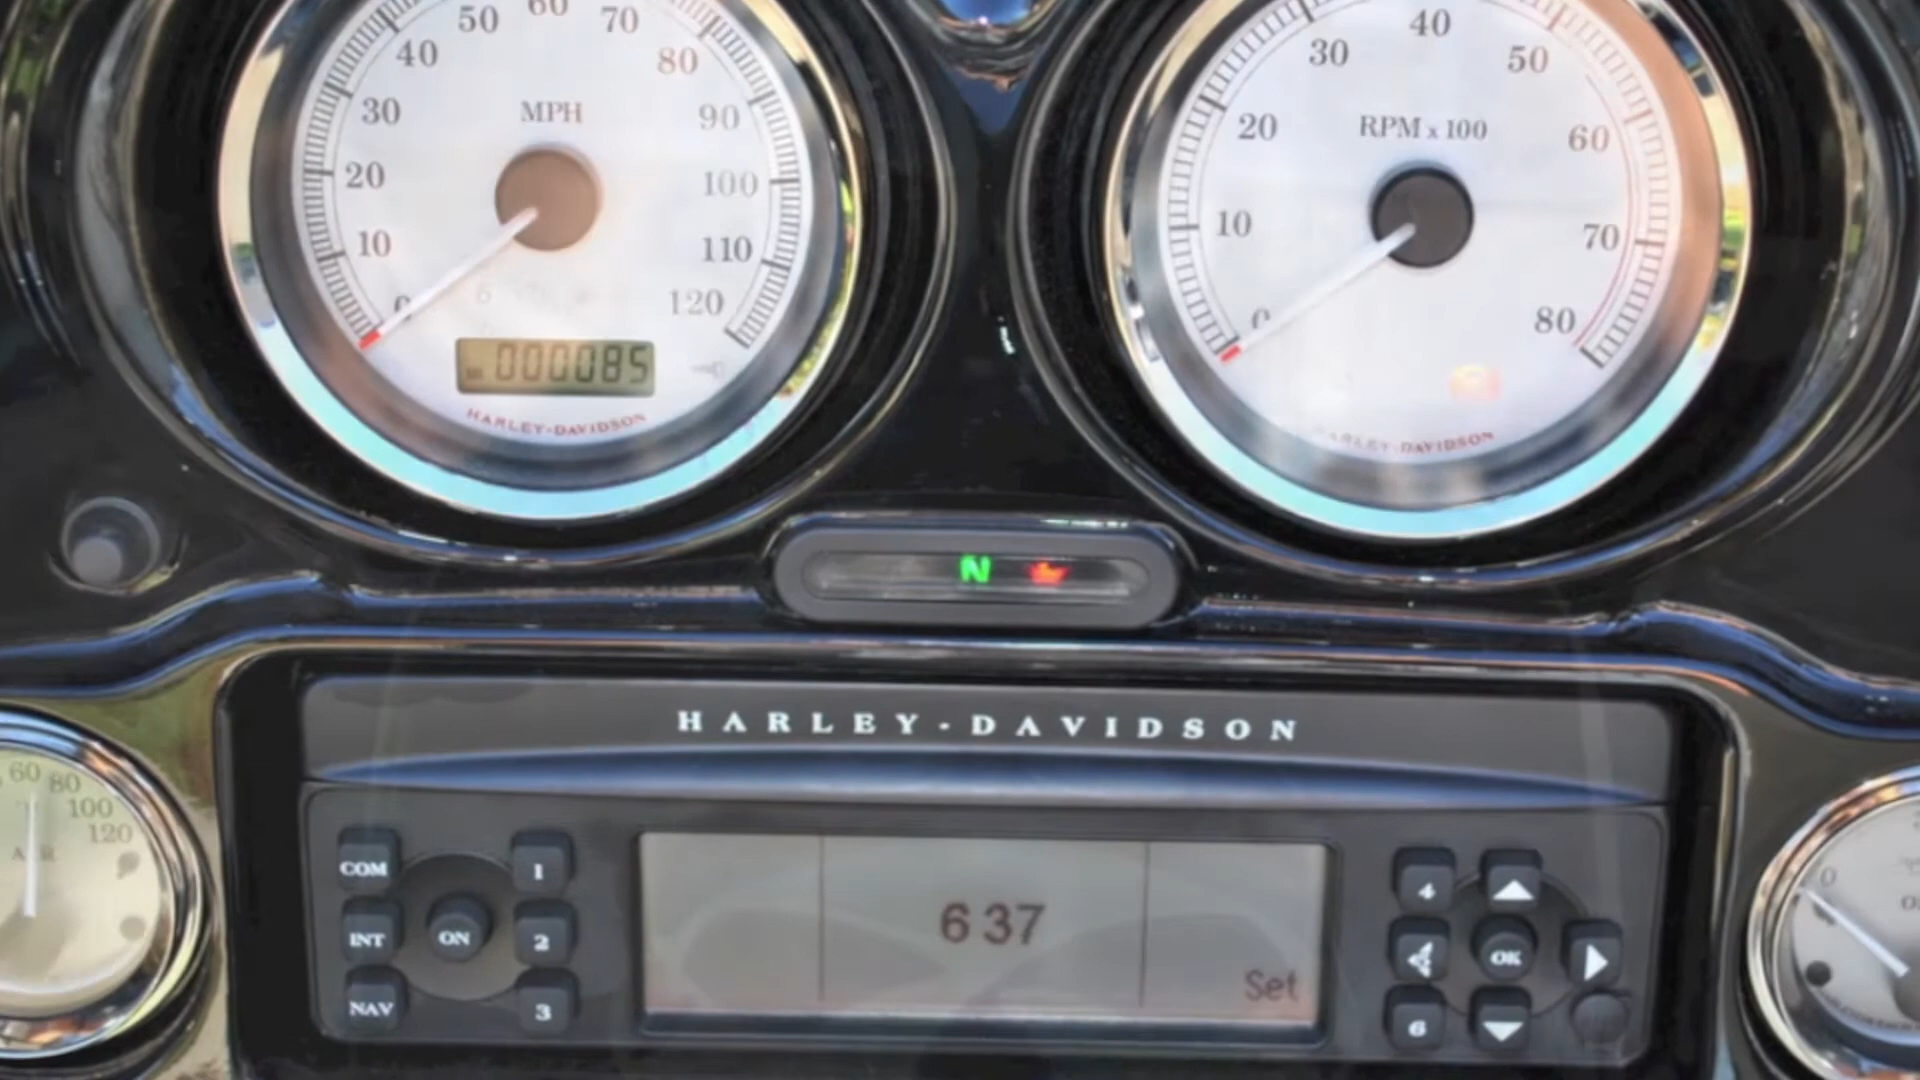 50 60 70
40 80
30 MPH 90
20 100
10 110
0 120
000085
HARLEY-DAVIDSON
40
30 50
20 RPM x 100 60
10 70
0 80
HARLEY-DAVIDSON
N
HARLEY-DAVIDSON
60 80
100
120
AIR
COM 1
INT ON 2
NAV 3
6 37
Set
4
OK
6
0